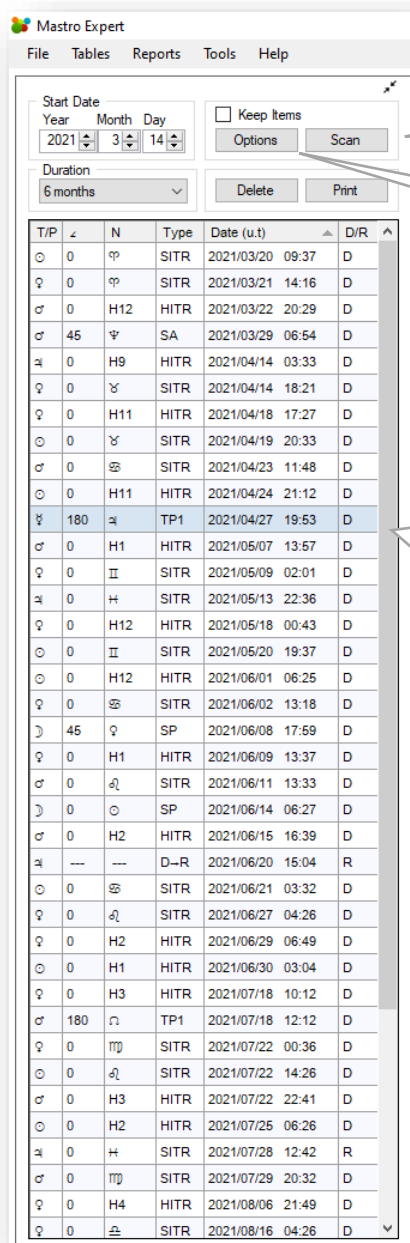 Mastro Expert
File Tables Reports Tools Help
Start Date
Year Month Day
2021 3 14
Keep Items
Options Scan
Duration
6 months
Delete Print
T/P ∠ N Type Date (u.t) D/R
☉ 0 ♈ SITR 2021/03/20 09:37 D
♀ 0 ♈ SITR 2021/03/21 14:16 D
♂ 0 H12 HITR 2021/03/22 20:29 D
♂ 45 ♆ SA 2021/03/29 06:54 D
♃ 0 H9 HITR 2021/04/14 03:33 D
♀ 0 ♉ SITR 2021/04/14 18:21 D
♀ 0 H11 HITR 2021/04/18 17:27 D
☉ 0 ♉ SITR 2021/04/19 20:33 D
♂ 0 ♋ SITR 2021/04/23 11:48 D
☉ 0 H11 HITR 2021/04/24 21:12 D
☿ 180 ♃ TP1 2021/04/27 19:53 D
♂ 0 H1 HITR 2021/05/07 13:57 D
♀ 0 ♊ SITR 2021/05/09 02:01 D
♃ 0 ♓ SITR 2021/05/13 22:36 D
♀ 0 H12 HITR 2021/05/18 00:43 D
☉ 0 ♊ SITR 2021/05/20 19:37 D
☉ 0 H12 HITR 2021/06/01 06:25 D
♀ 0 ♋ SITR 2021/06/02 13:18 D
☽ 45 ♀ SP 2021/06/08 17:59 D
♀ 0 H1 HITR 2021/06/09 13:37 D
♂ 0 ♌ SITR 2021/06/11 13:33 D
☽ 0 ☉ SP 2021/06/14 06:27 D
♂ 0 H2 HITR 2021/06/15 16:39 D
♃ --- --- D→R 2021/06/20 15:04 R
☉ 0 ♋ SITR 2021/06/21 03:32 D
♀ 0 ♌ SITR 2021/06/27 04:26 D
♀ 0 H2 HITR 2021/06/29 06:49 D
☉ 0 H1 HITR 2021/06/30 03:04 D
♀ 0 H3 HITR 2021/07/18 10:12 D
♂ 180 ☊ TP1 2021/07/18 12:12 D
♀ 0 ♍ SITR 2021/07/22 00:36 D
☉ 0 ♌ SITR 2021/07/22 14:26 D
♂ 0 H3 HITR 2021/07/22 22:41 D
☉ 0 H2 HITR 2021/07/25 06:26 D
♃ 0 ♓ SITR 2021/07/28 12:42 R
♂ 0 ♍ SITR 2021/07/29 20:32 D
♀ 0 H4 HITR 2021/08/06 21:49 D
♀ 0 ♎ SITR 2021/08/16 04:26 D